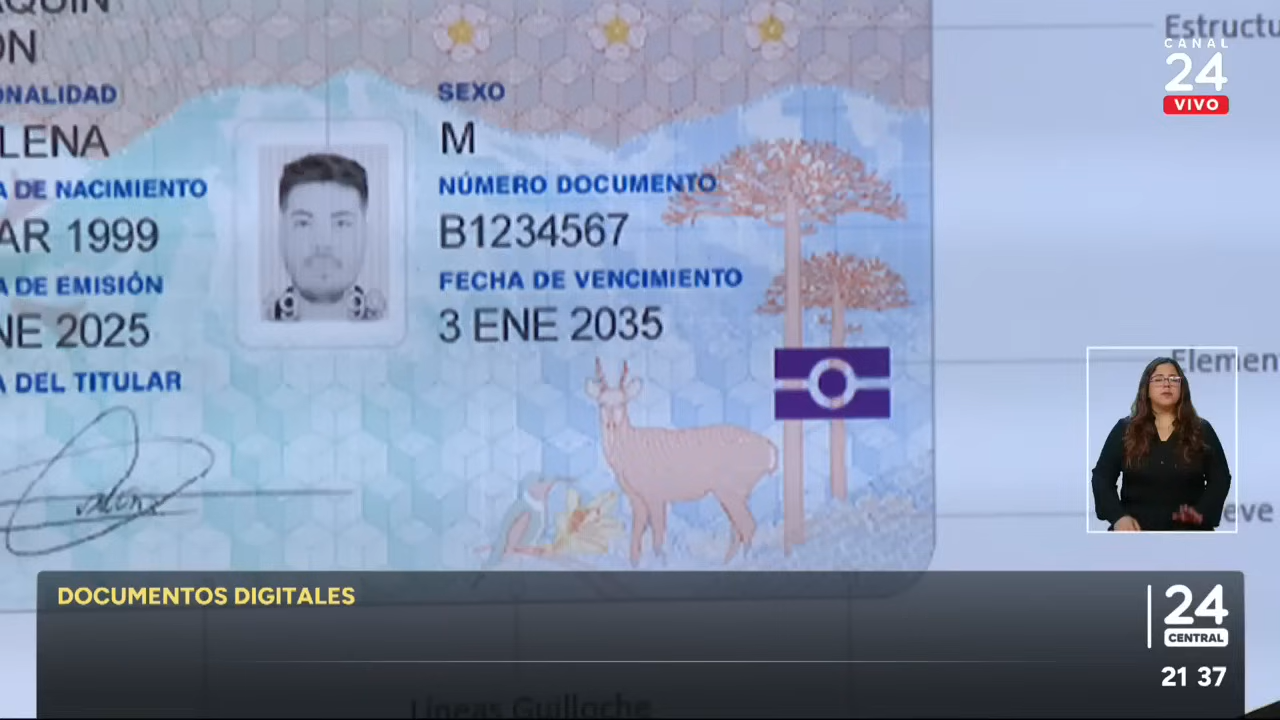 ÓN
SEXO
M
NÚMERO DOCUMENTO
B1234567
FECHA DE VENCIMIENTO
3 ENE 2035
ONALIDAD
LENA
A DE NACIMIENTO
AR 1999
A DE EMISIÓN
NE 2025
A DEL TITULAR
Estructu
Elemen
eve
Líneas Guilloche
CANAL
24
VIVO
DOCUMENTOS DIGITALES
24
CENTRAL
21 37